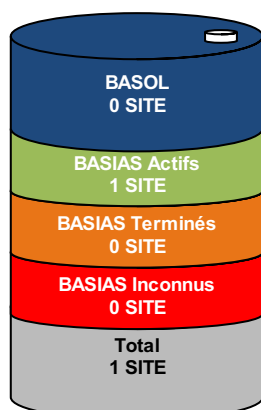 BASOL
0 SITE
BASIAS Actifs
1 SITE
BASIAS Terminés
0 SITE
BASIAS Inconnus
0 SITE
Total
1 SITE